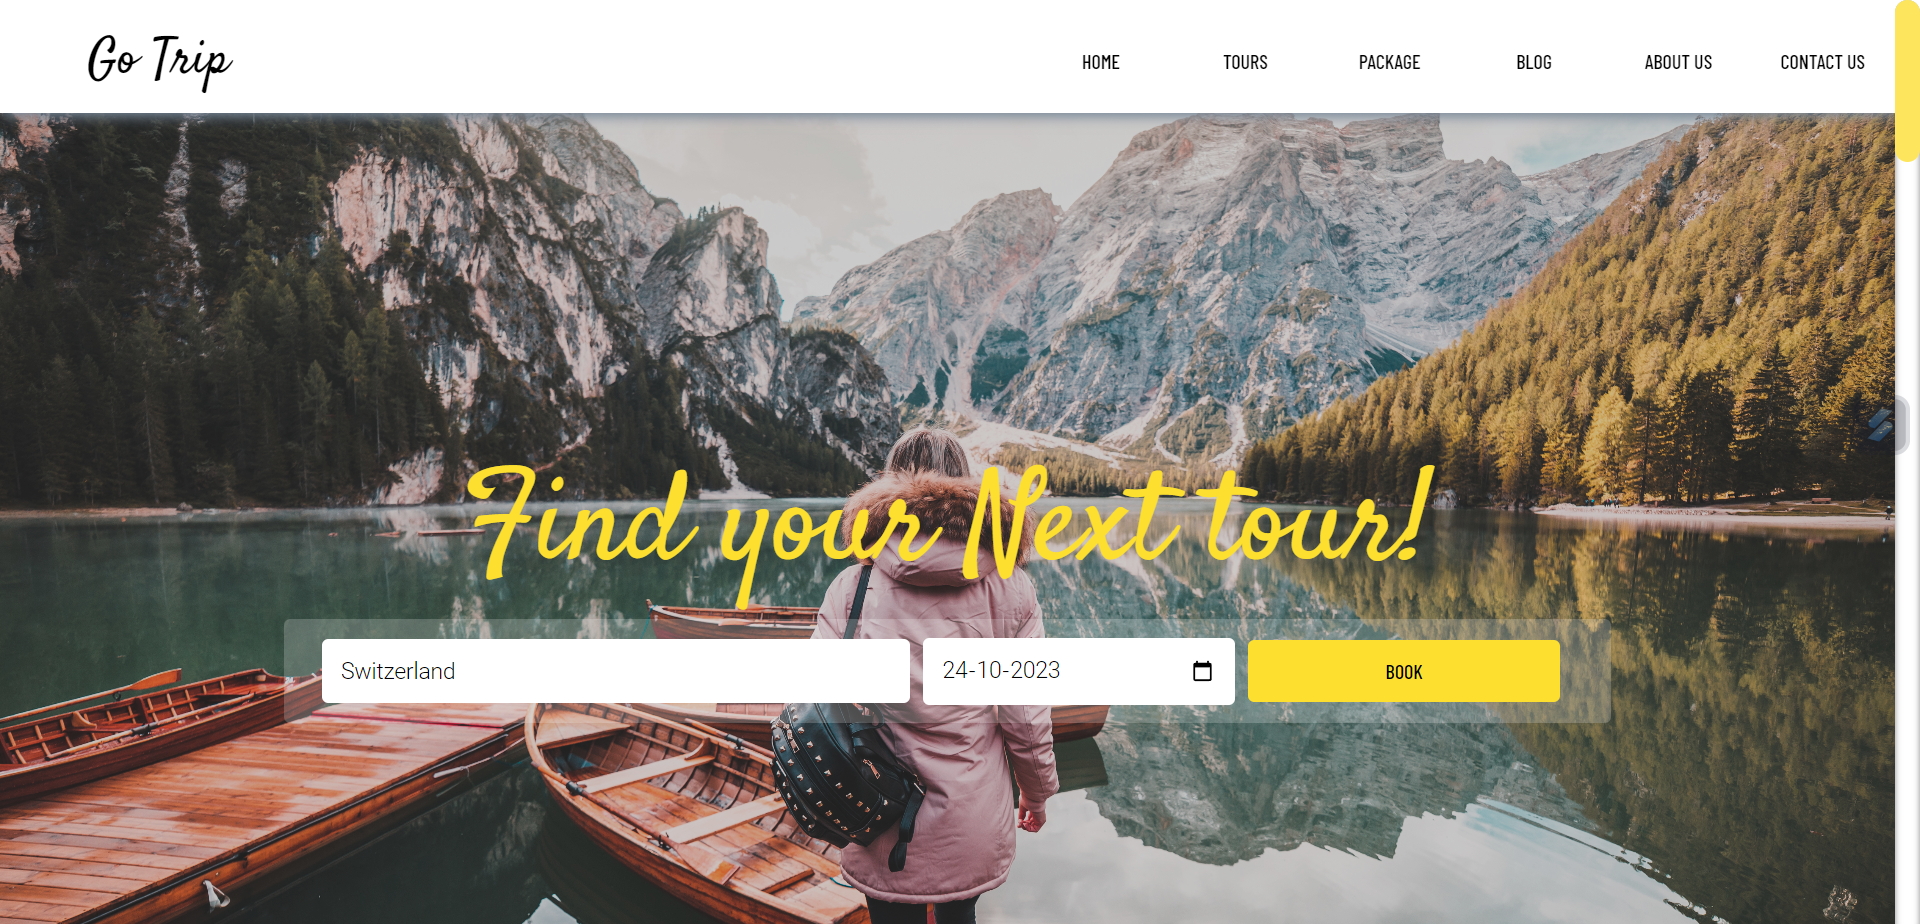 Go Trip
HOME TOURS PACKAGE BLOG ABOUT US CONTACT US
Find your Next tour!
Switzerland 24-10-2023 BOOK